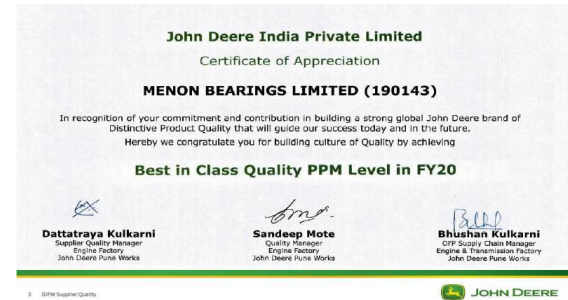 John Deere India Private Limited
Certificate of Appreciation
MENON BEARINGS LIMITED (190143)
In recognition of your commitment and contribution in building a strong global John Deere brand of
Distinctive Product Quality that will guide our success today and in the future.
Hereby we congratulate you for building culture of Quality by achieving
Best in Class Quality PPM Level in FY20
Dattatraya Kulkarni
Supplier Quality Manager
Engine Factory
John Deere Pune Works
Sandeep Mote
Quality Manager
Engine Factory
John Deere Pune Works
Bhushan Kulkarni
OFP Supply Chain Manager
Engine & Transmission Factory
John Deere Pune Works
3 JDPW Supplier Quality
JOHN DEERE